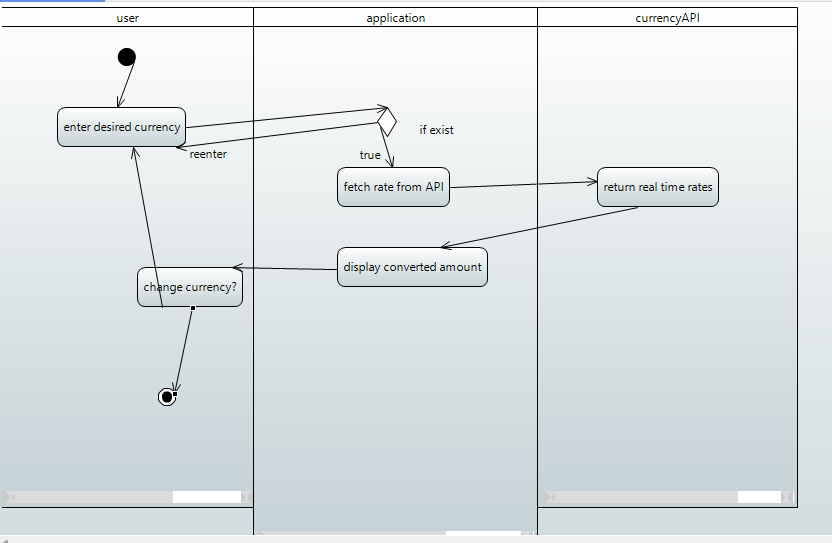 user
application
currencyAPI
enter desired currency
if exist
reenter
true
fetch rate from API
return real time rates
display converted amount
change currency?